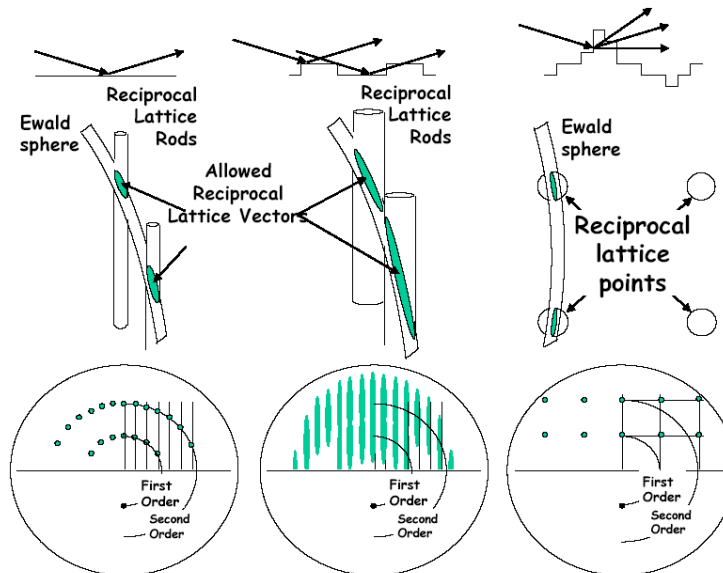 Reciprocal
Lattice
Rods
Ewald
sphere
Allowed
Reciprocal
Lattice Vectors
Reciprocal
Lattice
Rods
Ewald
sphere
Reciprocal
lattice
points
First
Order
Second
Order
First
Order
Second
Order
First
Order
Second
Order